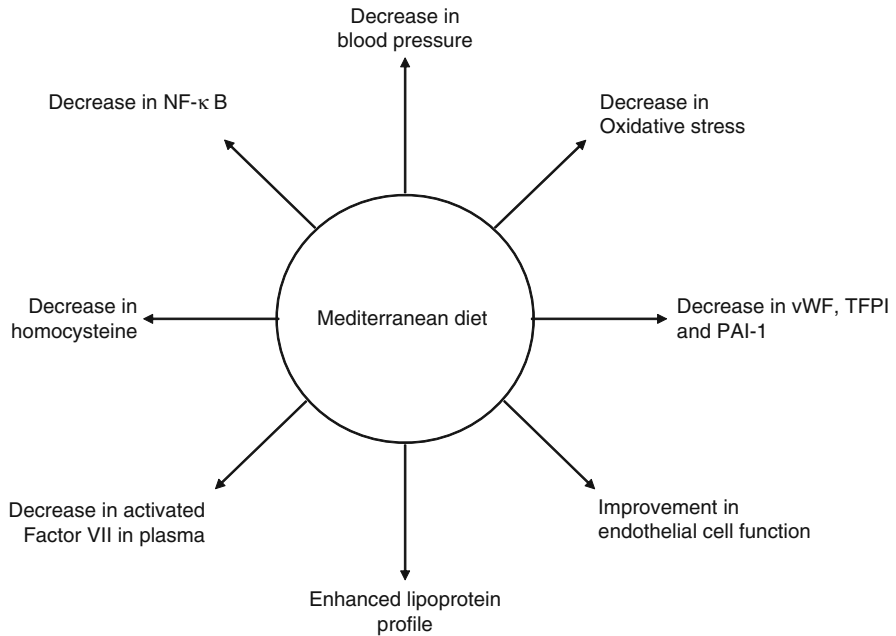 Decrease in
blood pressure
Decrease in NF-κ B
Decrease in
Oxidative stress
Decrease in
homocysteine
Mediterranean diet
Decrease in vWF, TFPI
and PAI-1
Decrease in activated
Factor VII in plasma
Improvement in
endothelial cell function
Enhanced lipoprotein
profile